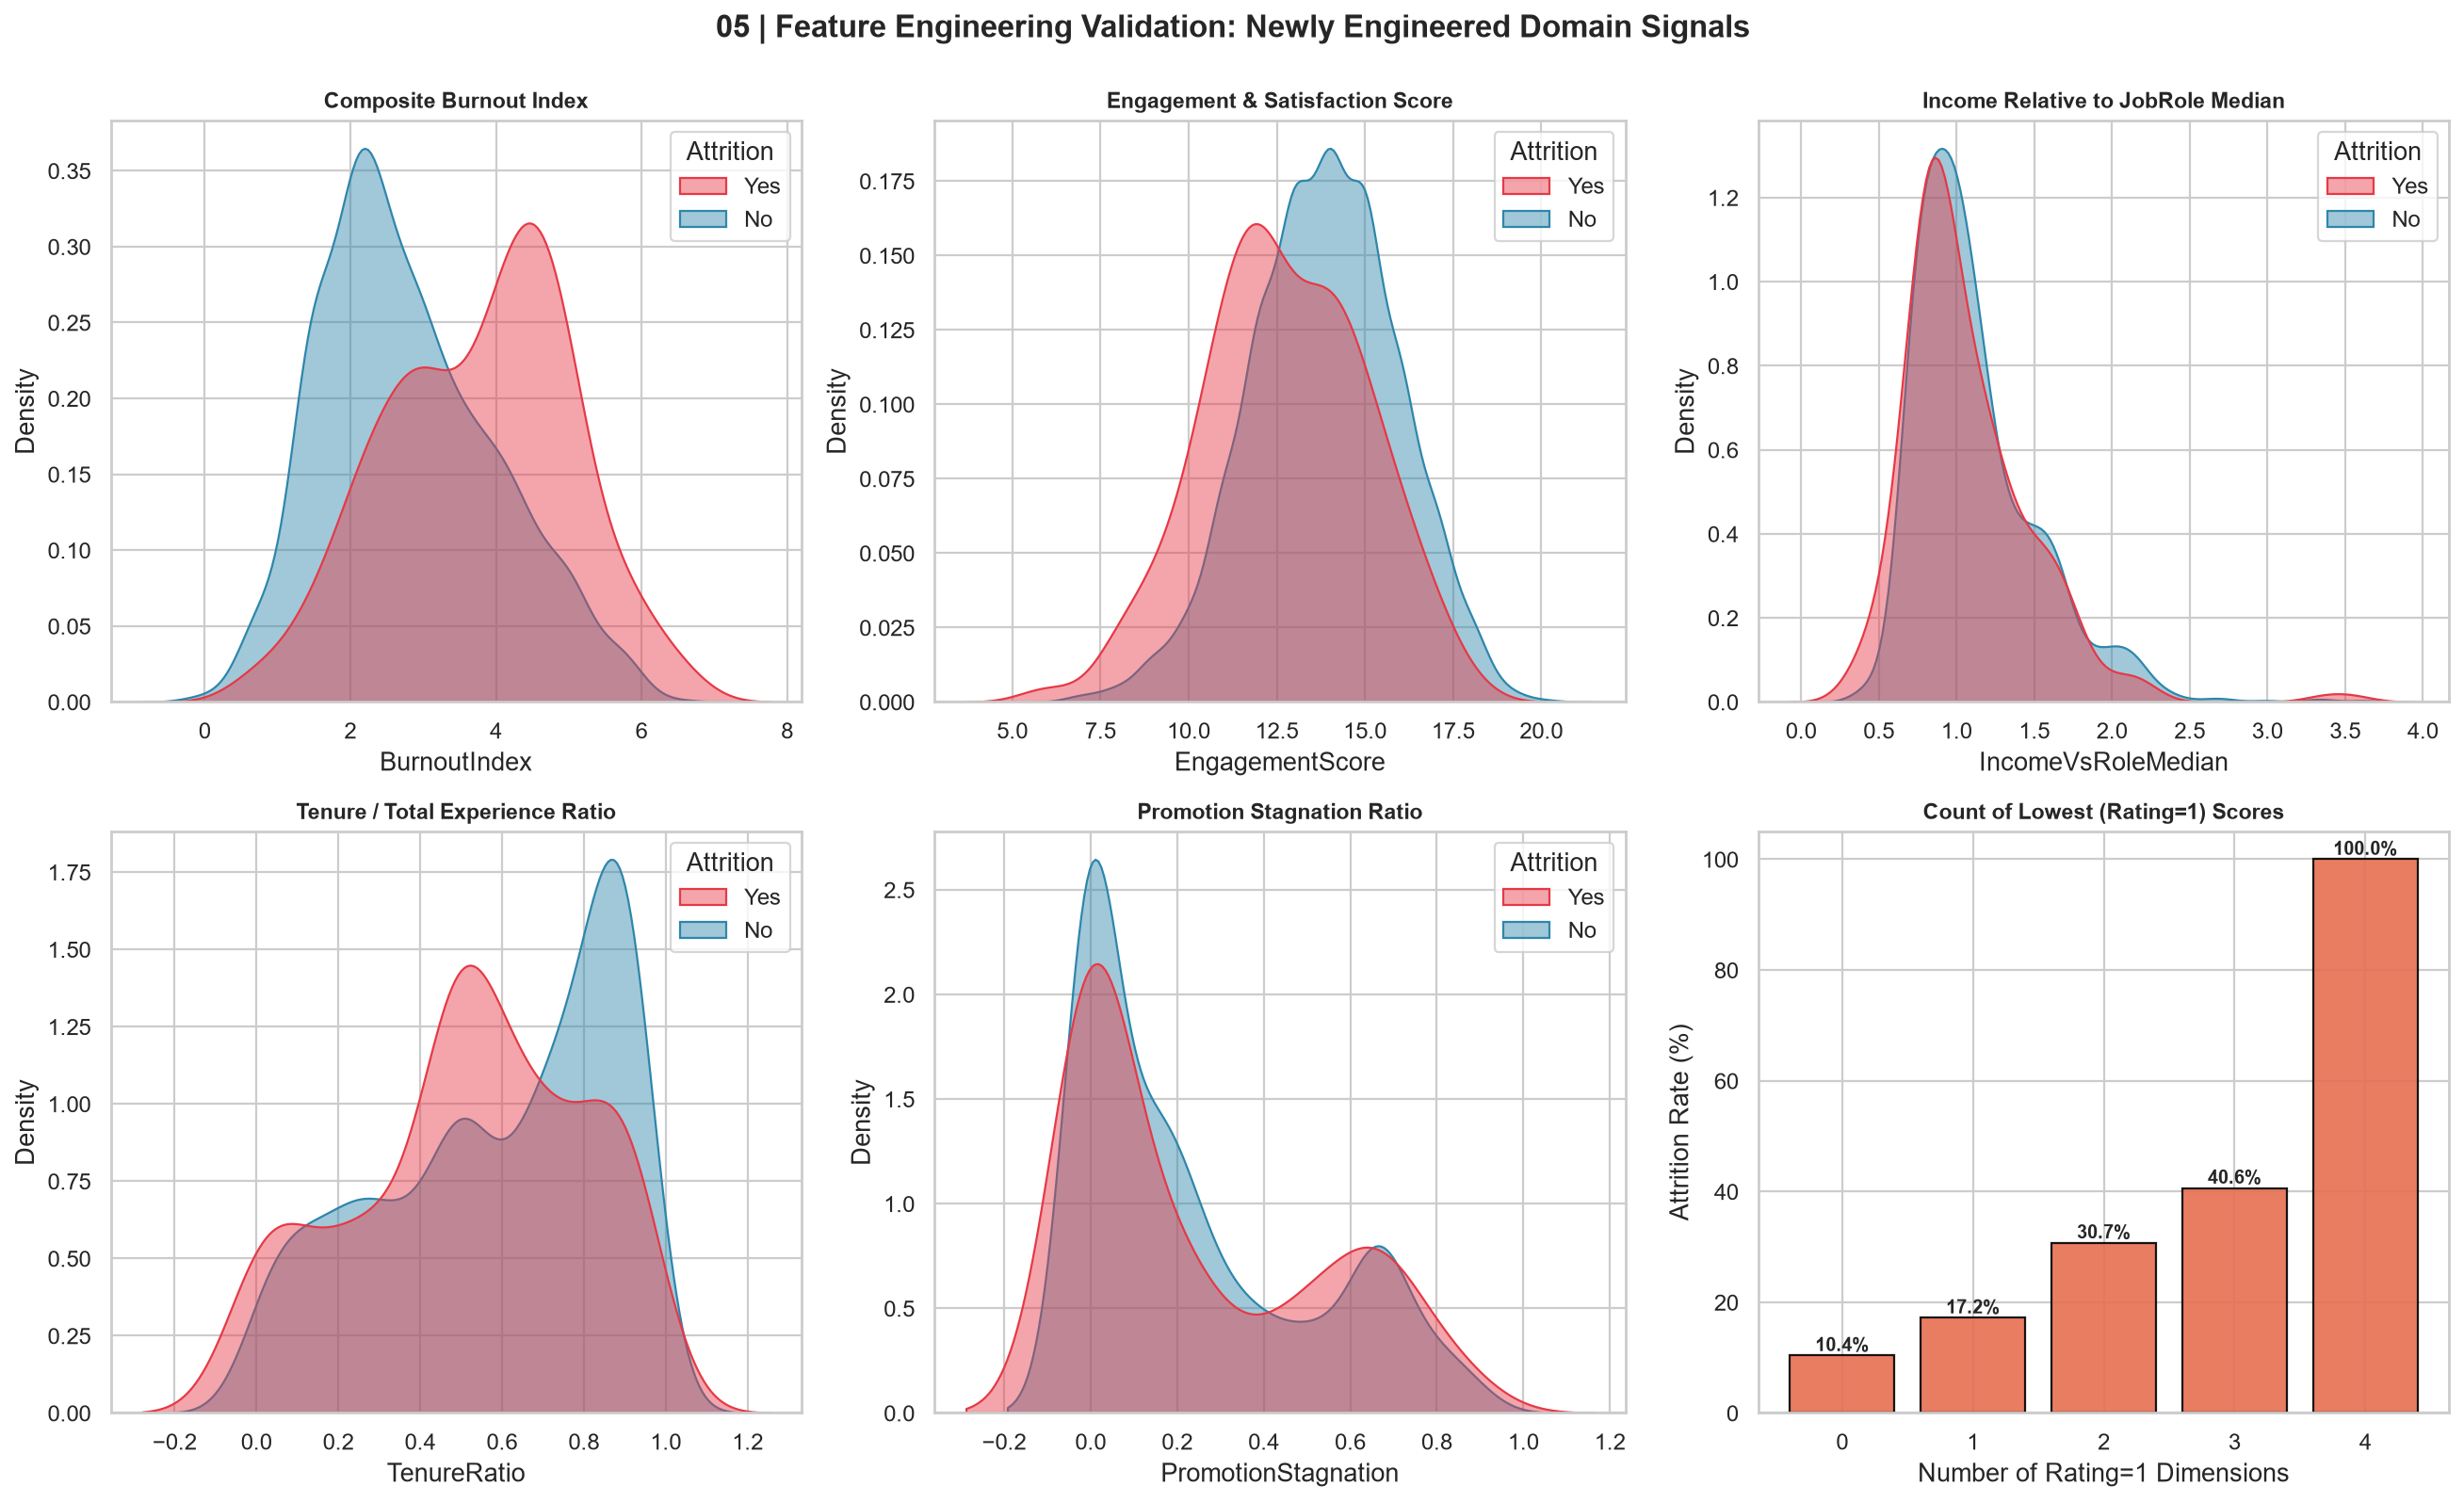 05 | Feature Engineering Validation: Newly Engineered Domain Signals
Composite Burnout Index
Attrition
Yes
No
0.35
0.30
0.25
0.20
0.15
0.10
0.05
0.00
Density
0 2 4 6 8
BurnoutIndex
Engagement & Satisfaction Score
Attrition
Yes
No
0.175
0.150
0.125
0.100
0.075
0.050
0.025
0.000
Density
5.0 7.5 10.0 12.5 15.0 17.5 20.0
EngagementScore
Income Relative to JobRole Median
Attrition
Yes
No
1.2
1.0
0.8
0.6
0.4
0.2
0.0
Density
0.0 0.5 1.0 1.5 2.0 2.5 3.0 3.5 4.0
IncomeVsRoleMedian
Tenure / Total Experience Ratio
Attrition
Yes
No
1.75
1.50
1.25
1.00
0.75
0.50
0.25
0.00
Density
−0.2 0.0 0.2 0.4 0.6 0.8 1.0 1.2
TenureRatio
Promotion Stagnation Ratio
Attrition
Yes
No
2.5
2.0
1.5
1.0
0.5
0.0
Density
−0.2 0.0 0.2 0.4 0.6 0.8 1.0 1.2
PromotionStagnation
Count of Lowest (Rating=1) Scores
100
80
60
40
20
0
Attrition Rate (%)
10.4%
17.2%
30.7%
40.6%
100.0%
0 1 2 3 4
Number of Rating=1 Dimensions